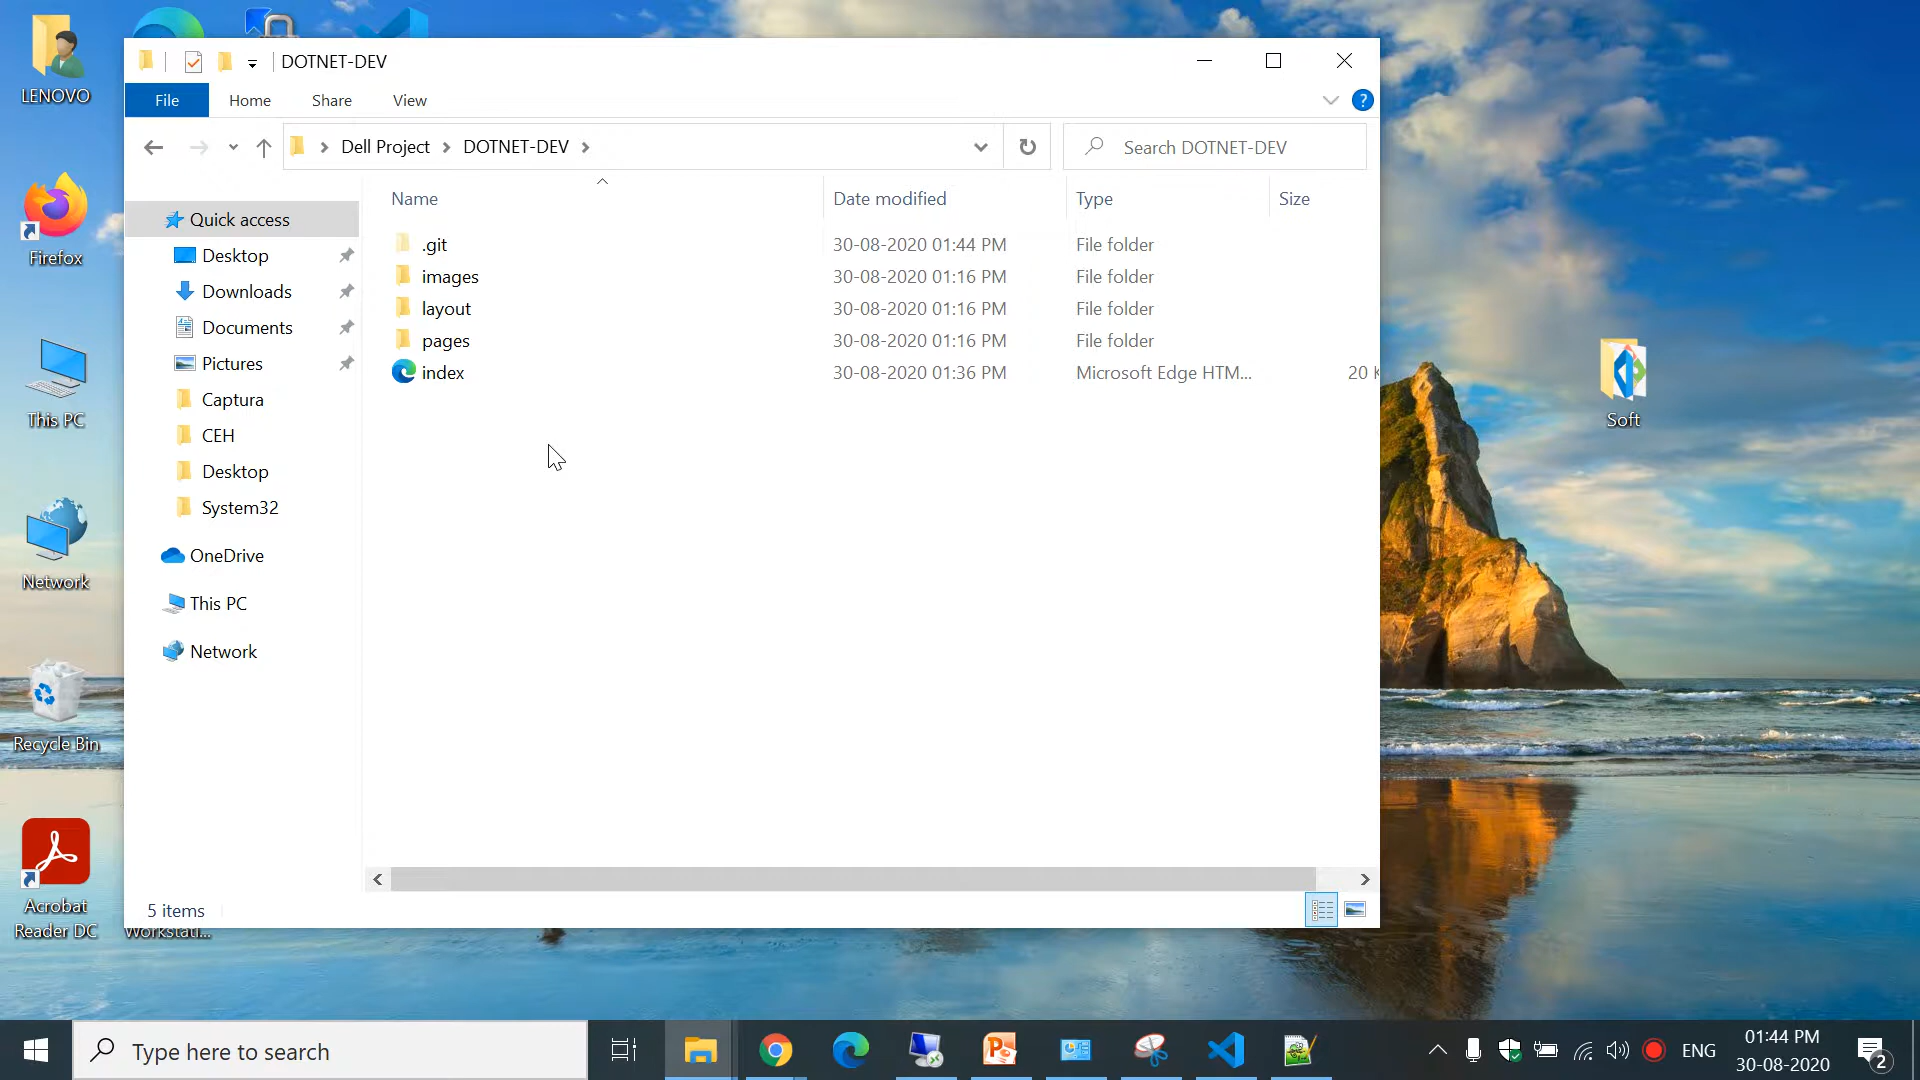 LENOVO
Firefox
This PC
Network
Recycle Bin
Acrobat
Reader DC
Workstati...
Soft
DOTNET-DEV
File Home Share View
?
Dell Project DOTNET-DEV
Search DOTNET-DEV
Name Date modified Type Size
.git 30-08-2020 01:44 PM File folder
images 30-08-2020 01:16 PM File folder
layout 30-08-2020 01:16 PM File folder
pages 30-08-2020 01:16 PM File folder
index 30-08-2020 01:36 PM Microsoft Edge HTM... 20 K
Quick access
Desktop
Downloads
Documents
Pictures
Captura
CEH
Desktop
System32
OneDrive
This PC
Network
5 items
Type here to search
ENG
01:44 PM
30-08-2020
2